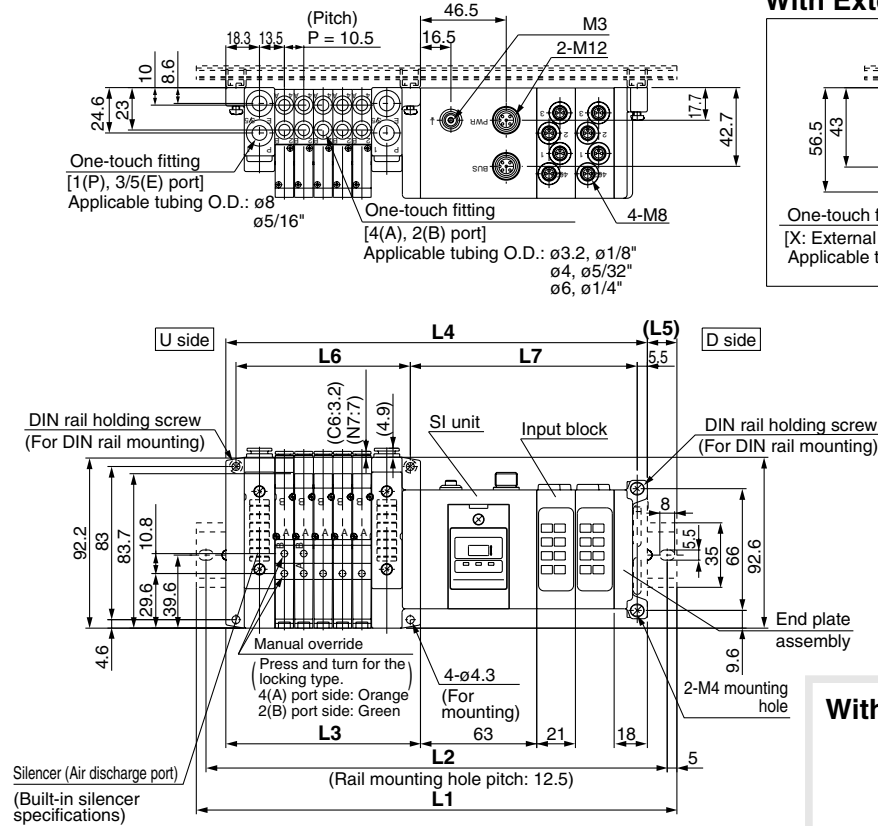 With Exte
46.5
(Pitch)
M3
18.3
13.5
P = 10.5
16.5
2-M12
10
8.6
24.6
23
17.7
42.7
56.5
43
PWR
BUS
One-touch fitting
[1(P), 3/5(E) port]
Applicable tubing O.D.: ø8
ø5/16"
One-touch fitting
[4(A), 2(B) port]
Applicable tubing O.D.: ø3.2, ø1/8"
ø4, ø5/32"
ø6, ø1/4"
4-M8
One-touch f
[X: External
Applicable t
U side
L4
(L5)
D side
L6
L7
5.5
(C6:3.2)
(N7:7)
(4.9)
DIN rail holding screw
(For DIN rail mounting)
SI unit
Input block
DIN rail holding screw
(For DIN rail mounting)
92.2
83
83.7
10.8
29.6
39.6
4.6
8
5.5
35
66
92.6
9.6
End plate
assembly
Manual override
(Press and turn for the
locking type.)
4(A) port side: Orange
2(B) port side: Green
4-ø4.3
(For
mounting)
2-M4 mounting
hole
L3
63
21
18
With
L2
5
(Rail mounting hole pitch: 12.5)
L1
Silencer (Air discharge port)
(Built-in silencer
specifications)